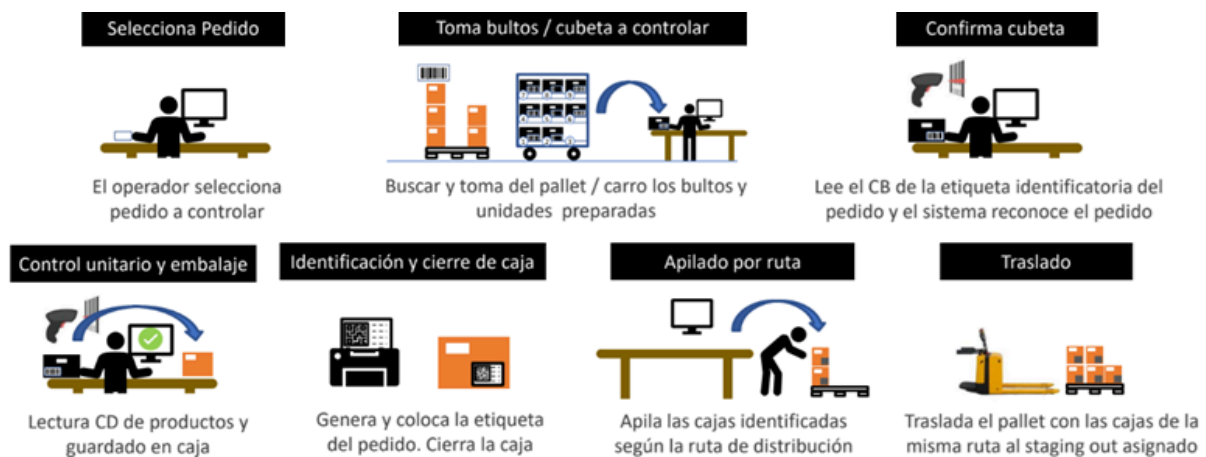 Selecciona Pedido
Toma bultos / cubeta a controlar
Confirma cubeta
El operador selecciona
pedido a controlar
Buscar y toma del pallet / carro los bultos y
unidades preparadas
Lee el CB de la etiqueta identificatoria del
pedido y el sistema reconoce el pedido
Control unitario y embalaje
Identificación y cierre de caja
Apilado por ruta
Traslado
Lectura CD de productos y
guardado en caja
Genera y coloca la etiqueta
del pedido. Cierra la caja
Apila las cajas identificadas
según la ruta de distribución
Traslada el pallet con las cajas de la
misma ruta al staging out asignado